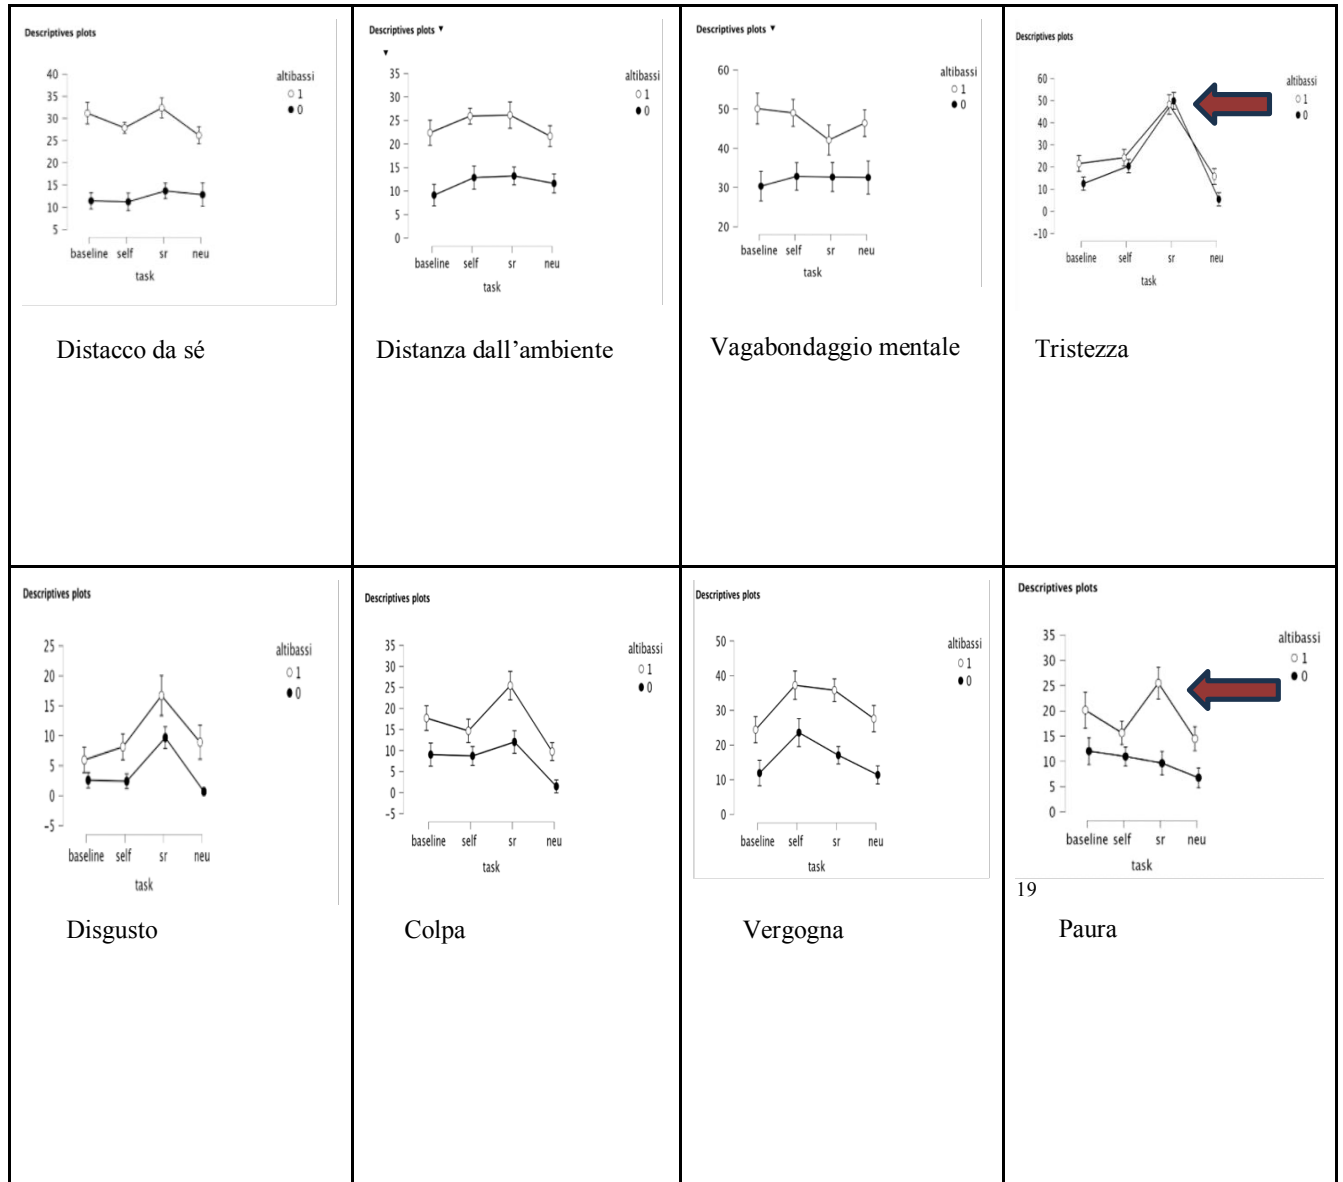 Descriptives plots
altibassi
1
0
40
35
30
25
20
15
10
5
baseline self sr neu
task
Distacco da sé
Descriptives plots ▼
▼
altibassi
1
0
35
30
25
20
15
10
5
0
baseline self sr neu
task
Distanza dall'ambiente
Descriptives plots ▼
altibassi
1
0
60
50
40
30
20
baseline self sr neu
task
Vagabondaggio mentale
Descriptives plots
altibassi
1
0
60
50
40
30
20
10
0
-10
baseline self sr neu
task
Tristezza
Descriptives plots
altibassi
1
0
25
20
15
10
5
0
-5
baseline self sr neu
task
Disgusto
Descriptives plots
altibassi
1
0
35
30
25
20
15
10
5
0
-5
baseline self sr neu
task
Colpa
Descriptives plots
altibassi
1
0
50
40
30
20
10
0
baseline self sr neu
task
Vergogna
Descriptives plots
altibassi
1
0
35
30
25
20
15
10
5
0
baseline self sr neu
task
19
Paura